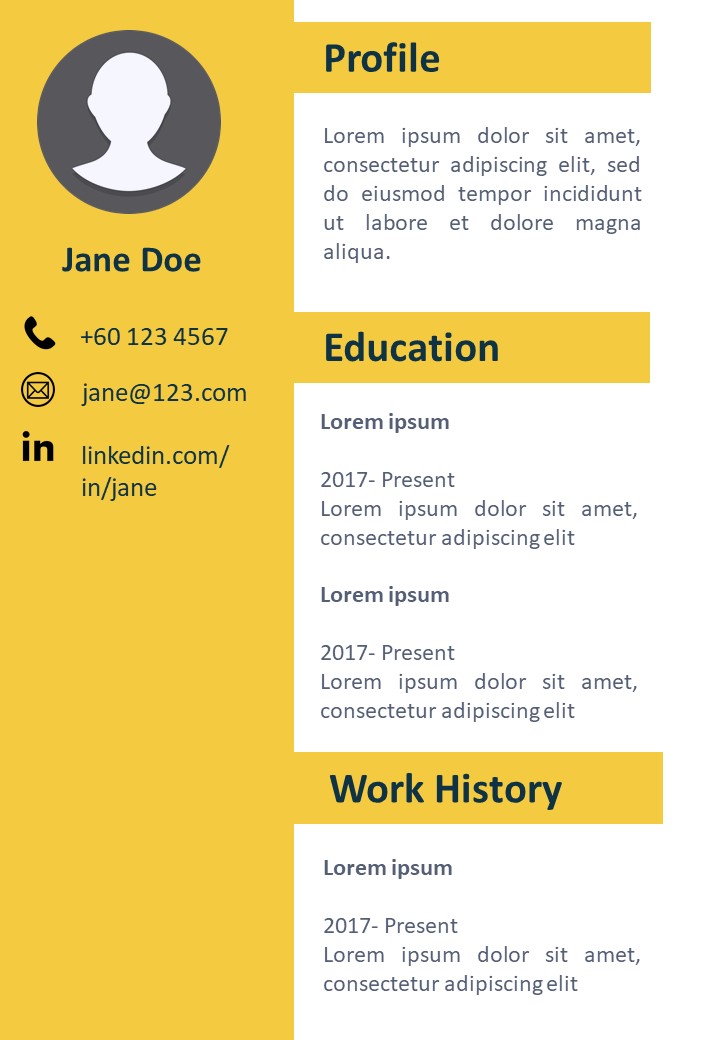 Jane Doe
+60 123 4567
jane@123.com
in
linkedin.com/
in/jane
Profile
Lorem ipsum dolor sit amet,
consectetur adipiscing elit, sed
do eiusmod tempor incididunt
ut labore et dolore magna
aliqua.
Education
Lorem ipsum
2017- Present
Lorem ipsum dolor sit amet,
consectetur adipiscing elit
Lorem ipsum
2017- Present
Lorem ipsum dolor sit amet,
consectetur adipiscing elit
Work History
Lorem ipsum
2017- Present
Lorem ipsum dolor sit amet,
consectetur adipiscing elit